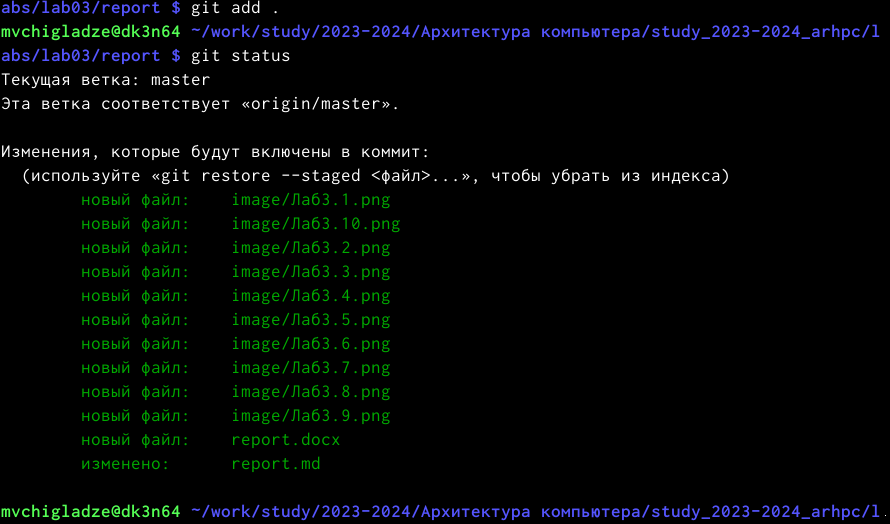 abs/lab03/report $ git add .
mvchigladze@dk3n64 ~/work/study/2023-2024/Архитектура компьютера/study_2023-2024_arhpc/l
abs/lab03/report $ git status
Текущая ветка: master
Эта ветка соответствует «origin/master».
Изменения, которые будут включены в коммит:
(используйте «git restore --staged <файл>...», чтобы убрать из индекса)
новый файл: image/Лаб3.1.png
новый файл: image/Лаб3.10.png
новый файл: image/Лаб3.2.png
новый файл: image/Лаб3.3.png
новый файл: image/Лаб3.4.png
новый файл: image/Лаб3.5.png
новый файл: image/Лаб3.6.png
новый файл: image/Лаб3.7.png
новый файл: image/Лаб3.8.png
новый файл: image/Лаб3.9.png
новый файл: report.docx
изменено: report.md
mvchigladze@dk3n64 ~/work/study/2023-2024/Архитектура компьютера/study_2023-2024_arhpc/l